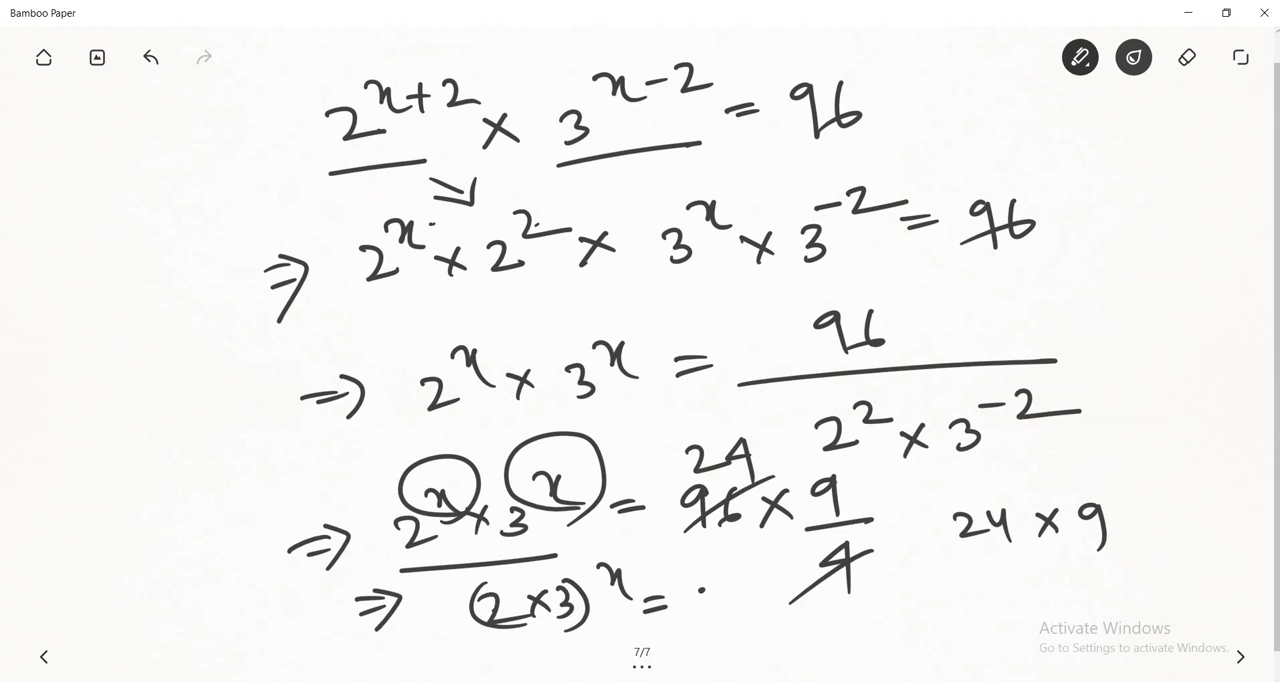 Bamboo Paper
2^{x+2} × 3^{x-2} = 96
⇒ 2^x × 2^2 × 3^x × 3^{-2} = 96
⇒ 2^x × 3^x = 96 / (2^2 × 3^{-2})
24
⇒ 2^x × 3^x = 96 × 9/4 24 × 9
⇒ (2×3)^x =
Activate Windows
Go to Settings to activate Windows.
7/7